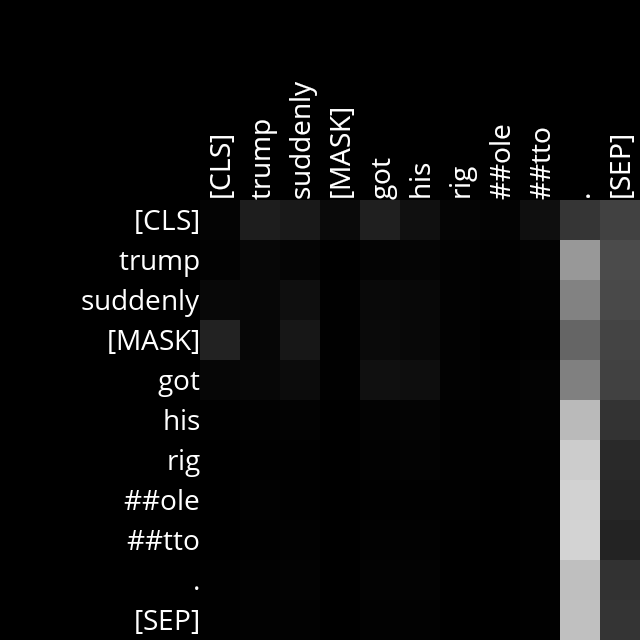 [CLS] trump suddenly [MASK] got his rig ##ole ##tto . [SEP]
[CLS]
trump
suddenly
[MASK]
got
his
rig
##ole
##tto
.
[SEP]